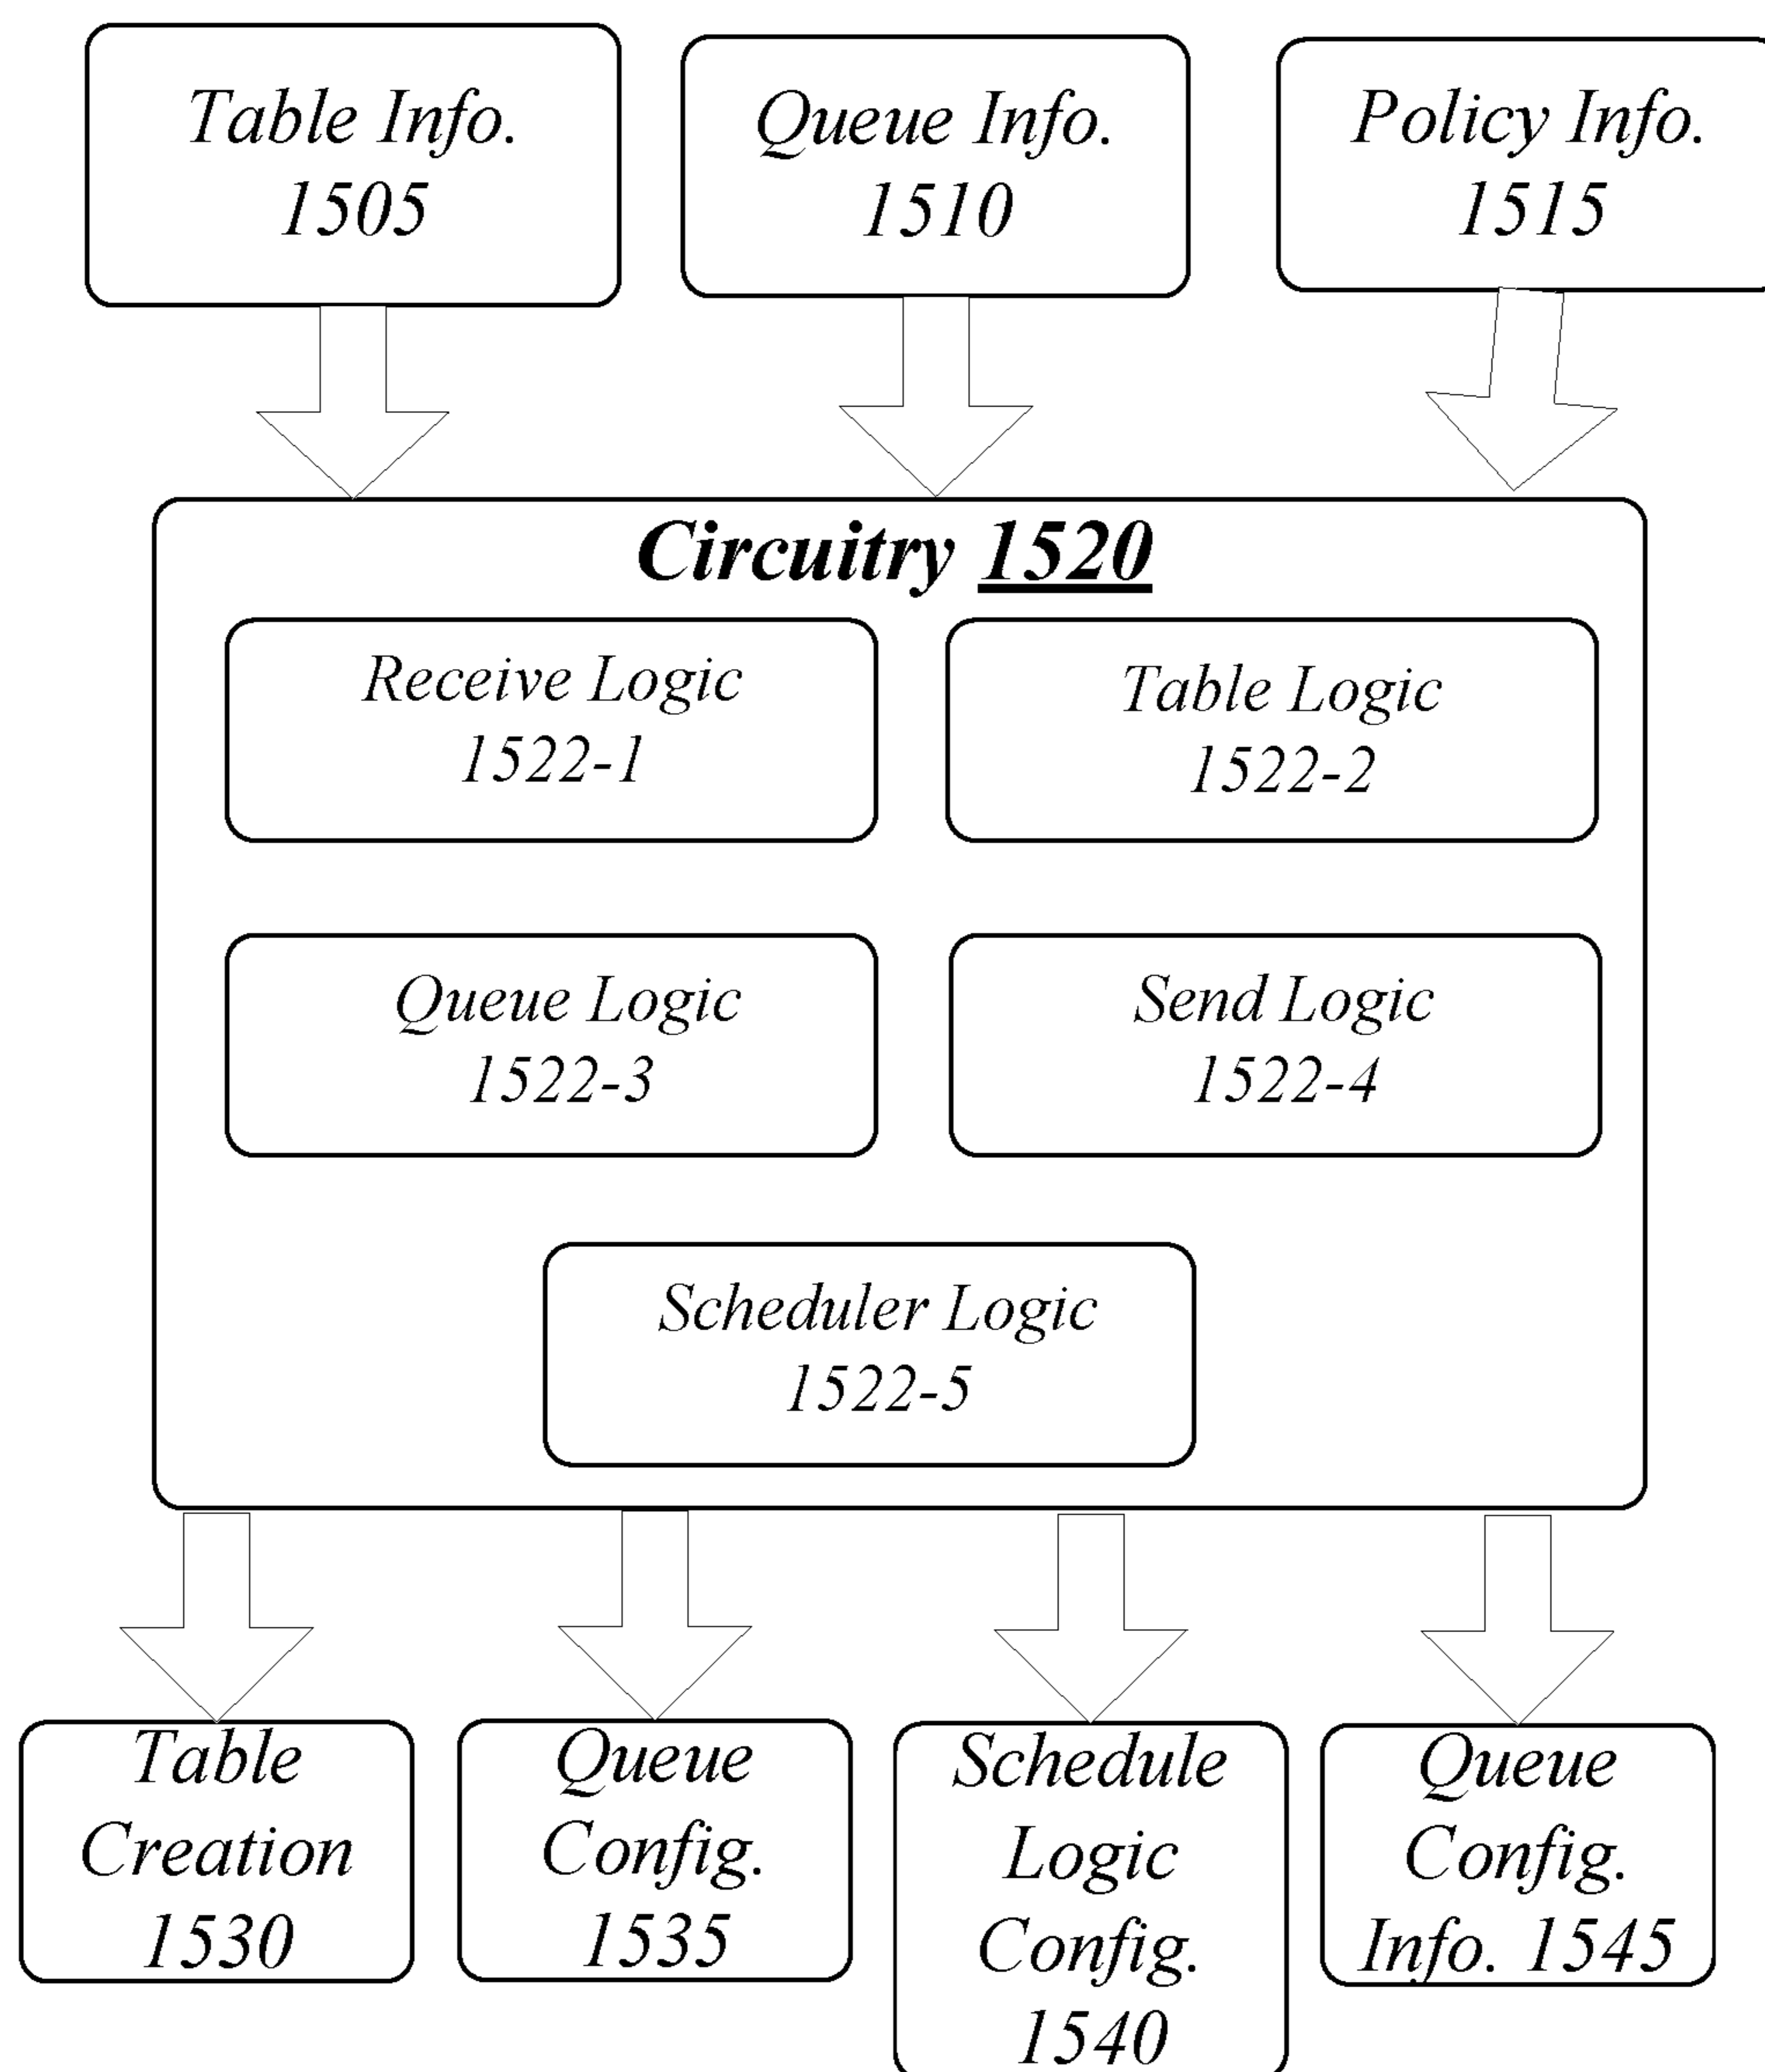 Table Info.
1505
Queue Info.
1510
Policy Info.
1515
Circuitry 1520
Receive Logic
1522-1
Table Logic
1522-2
Queue Logic
1522-3
Send Logic
1522-4
Scheduler Logic
1522-5
Table
Creation
1530
Queue
Config.
1535
Schedule
Logic
Config.
1540
Queue
Config.
Info. 1545